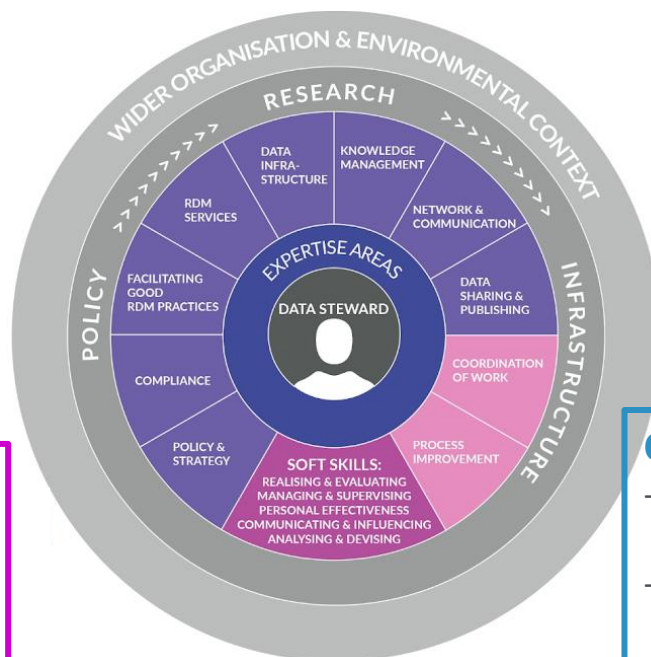 WIDER ORGANISATION & ENVIRONMENTAL CONTEXT
RESEARCH
POLICY
INFRASTRUCTURE
DATA
INFRA-
STRUCTURE
KNOWLEDGE
MANAGEMENT
RDM
SERVICES
NETWORK &
COMMUNICATION
FACILITATING
GOOD
RDM PRACTICES
DATA
SHARING &
PUBLISHING
EXPERTISE AREAS
DATA STEWARD
COMPLIANCE
COORDINATION
OF WORK
POLICY &
STRATEGY
PROCESS
IMPROVEMENT
SOFT SKILLS:
REALISING & EVALUATING
MANAGING & SUPERVISING
PERSONAL EFFECTIVENESS
COMMUNICATING & INFLUENCING
ANALYSING & DEVISING